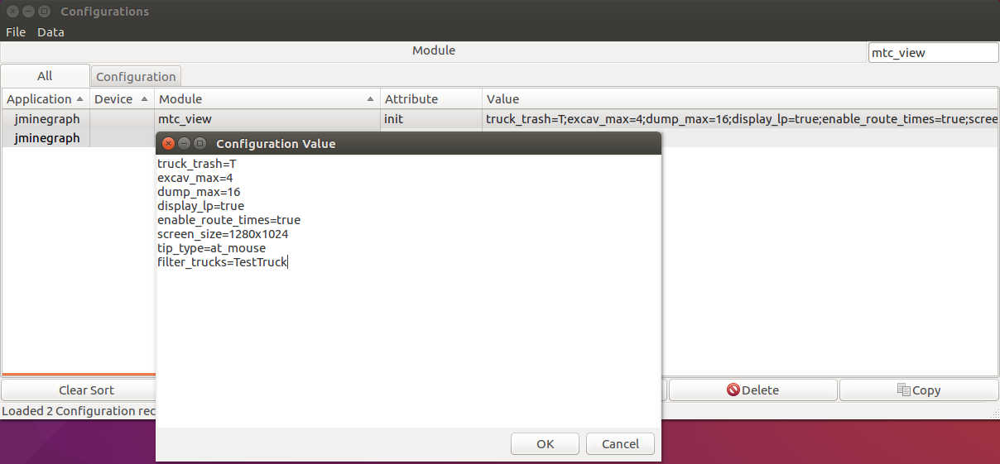 Configurations
File Data
Module mtc_view
All Configuration
Application Device Module Attribute Value
jminegraph mtc_view init truck_trash=T;excav_max=4;dump_max=16;display_lp=true;enable_route_times=true;scree
jminegraph
Configuration Value
truck_trash=T
excav_max=4
dump_max=16
display_lp=true
enable_route_times=true
screen_size=1280x1024
tip_type=at_mouse
filter_trucks=TestTruck
Clear Sort Delete Copy
Loaded 2 Configuration rec
OK Cancel